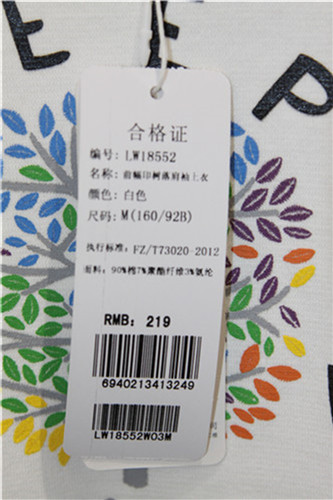 E E P
合格证
编号: LW18552
名称: 前幅印树落肩袖上衣
颜色: 白色
尺码: M(160/92B)
执行标准: FZ/T73020-2012
面料: 90%棉7%聚酯纤维3%氨纶
RMB: 219
6940213413249
LW18552W03M